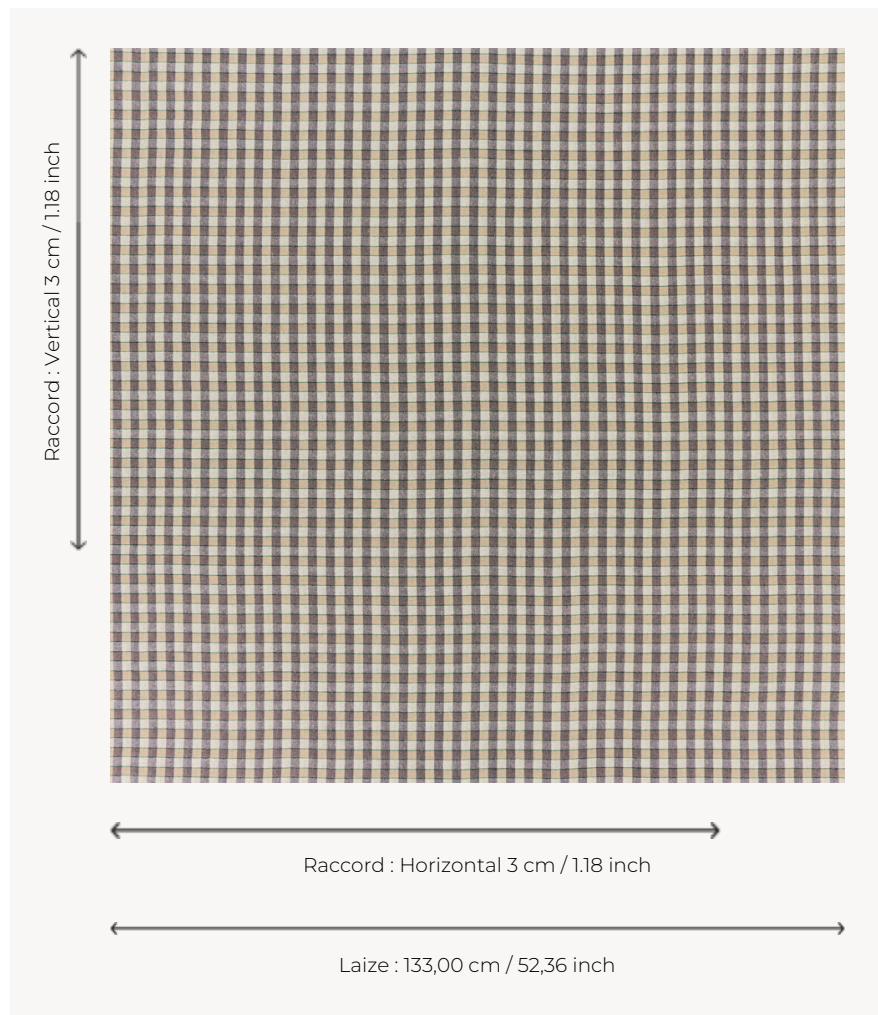 Raccord : Vertical 3 cm / 1.18 inch
Raccord : Horizontal 3 cm / 1.18 inch
Laize : 133,00 cm / 52,36 inch